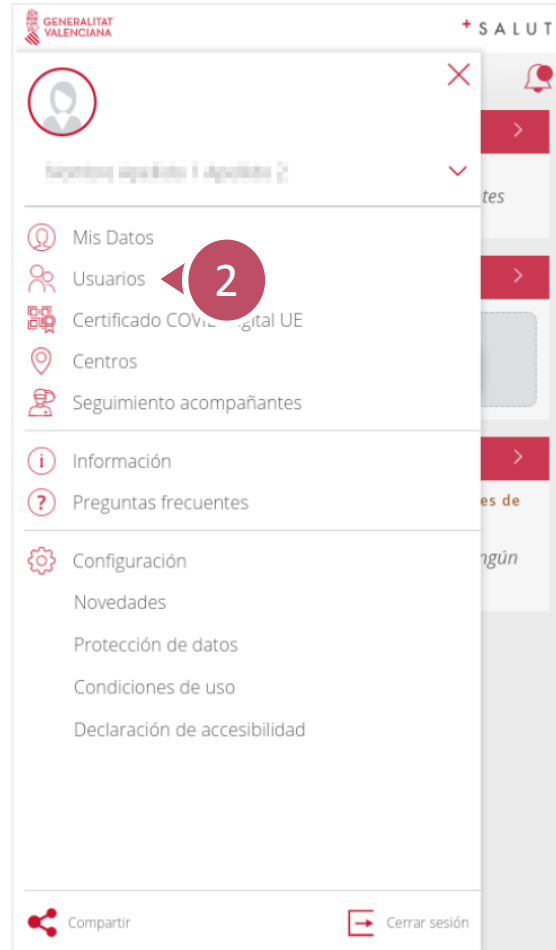 GENERALITAT
VALENCIANA
+ SALUT
tes
Mis Datos
Usuarios
2
Certificado COVID Digital UE
Centros
Seguimiento acompañantes
i Información
? Preguntas frecuentes
es de
Configuración
ngún
Novedades
Protección de datos
Condiciones de uso
Declaración de accesibilidad
Compartir
Cerrar sesión